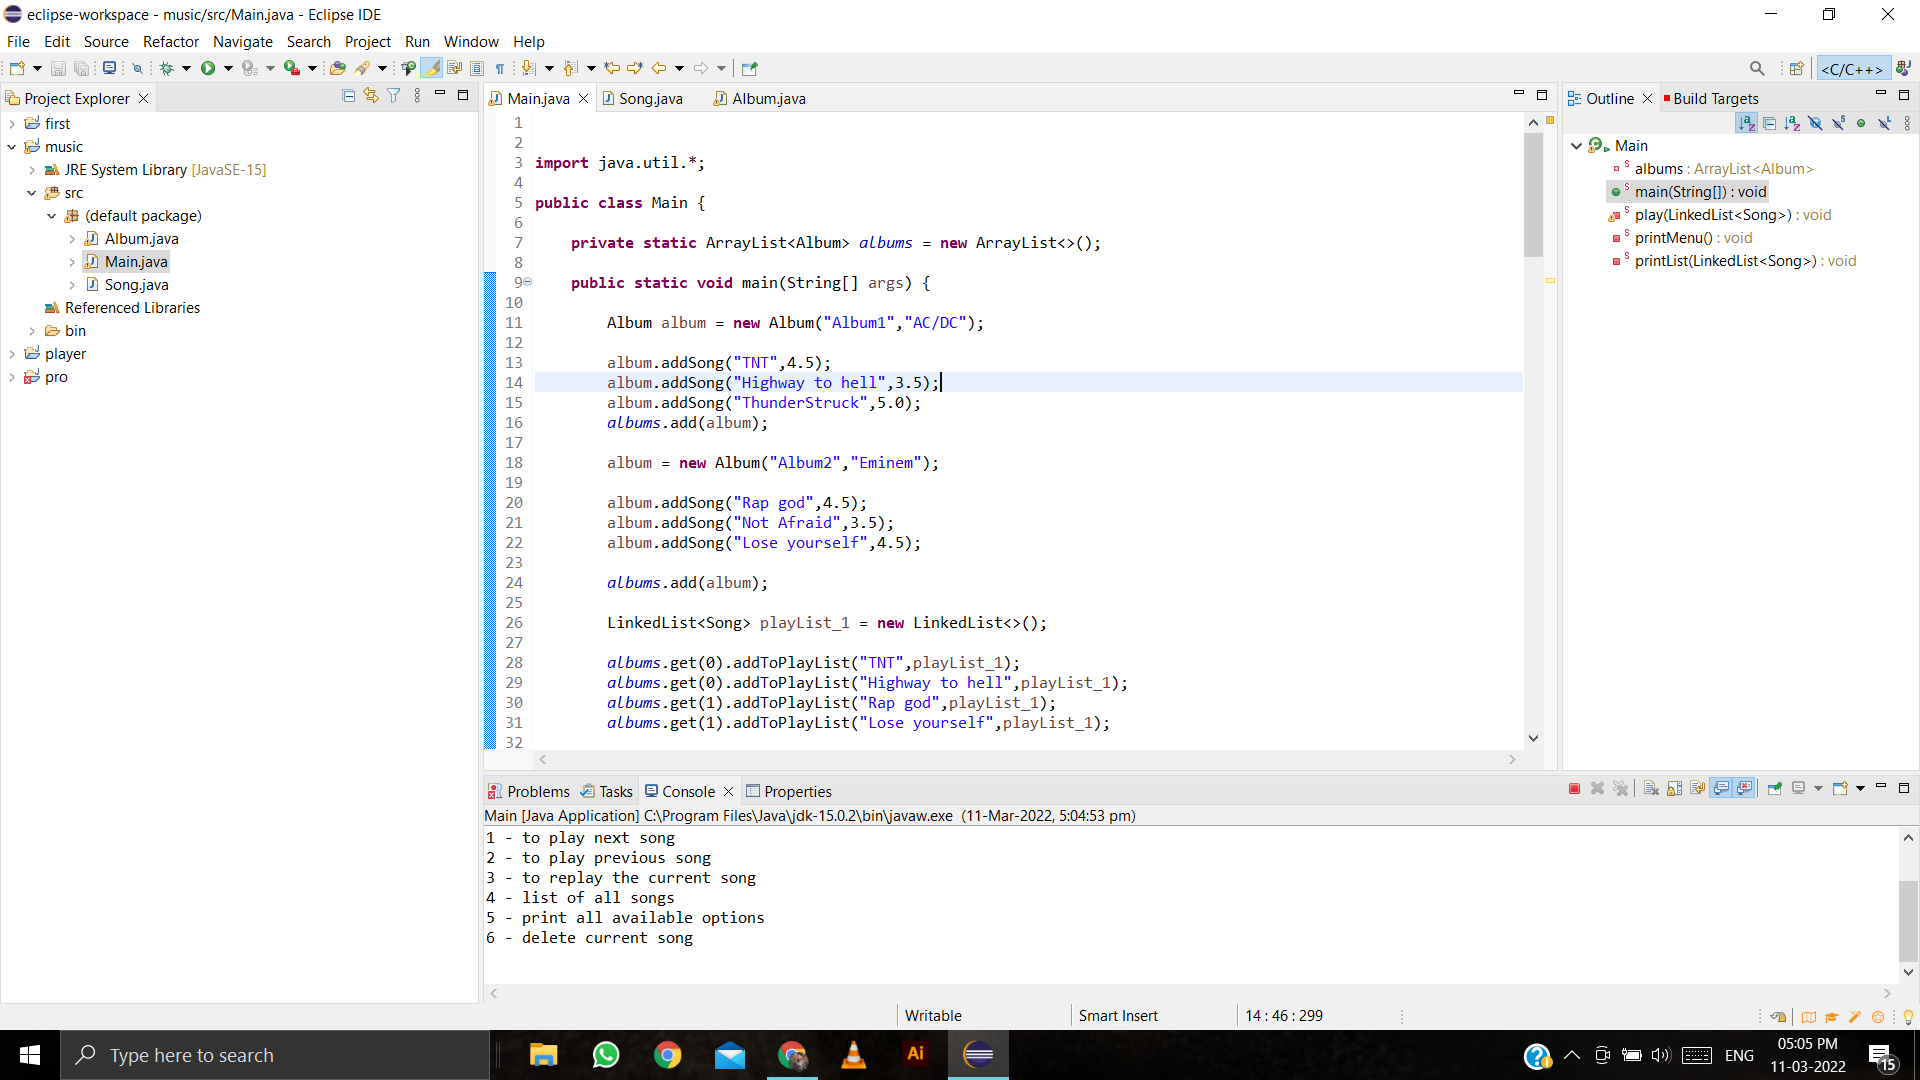 eclipse-workspace - music/src/Main.java - Eclipse IDE
File Edit Source Refactor Navigate Search Project Run Window Help
<C/C++>
Project Explorer
first
music
JRE System Library [JavaSE-15]
src
(default package)
Album.java
Main.java
Song.java
Referenced Libraries
bin
player
pro
Main.java Song.java Album.java
1
2
3 import java.util.*;
4
5 public class Main {
6
7 private static ArrayList<Album> albums = new ArrayList<>();
8
9 public static void main(String[] args) {
10
11 Album album = new Album("Album1","AC/DC");
12
13 album.addSong("TNT",4.5);
14 album.addSong("Highway to hell",3.5);
15 album.addSong("ThunderStruck",5.0);
16 albums.add(album);
17
18 album = new Album("Album2","Eminem");
19
20 album.addSong("Rap god",4.5);
21 album.addSong("Not Afraid",3.5);
22 album.addSong("Lose yourself",4.5);
23
24 albums.add(album);
25
26 LinkedList<Song> playList_1 = new LinkedList<>();
27
28 albums.get(0).addToPlayList("TNT",playList_1);
29 albums.get(0).addToPlayList("Highway to hell",playList_1);
30 albums.get(1).addToPlayList("Rap god",playList_1);
31 albums.get(1).addToPlayList("Lose yourself",playList_1);
32
Outline Build Targets
Main
albums : ArrayList<Album>
main(String[]) : void
play(LinkedList<Song>) : void
printMenu() : void
printList(LinkedList<Song>) : void
Problems Tasks Console Properties
Main [Java Application] C:\Program Files\Java\jdk-15.0.2\bin\javaw.exe (11-Mar-2022, 5:04:53 pm)
1 - to play next song
2 - to play previous song
3 - to replay the current song
4 - list of all songs
5 - print all available options
6 - delete current song
Writable Smart Insert 14 : 46 : 299
Type here to search
Ai
ENG
05:05 PM
11-03-2022
15